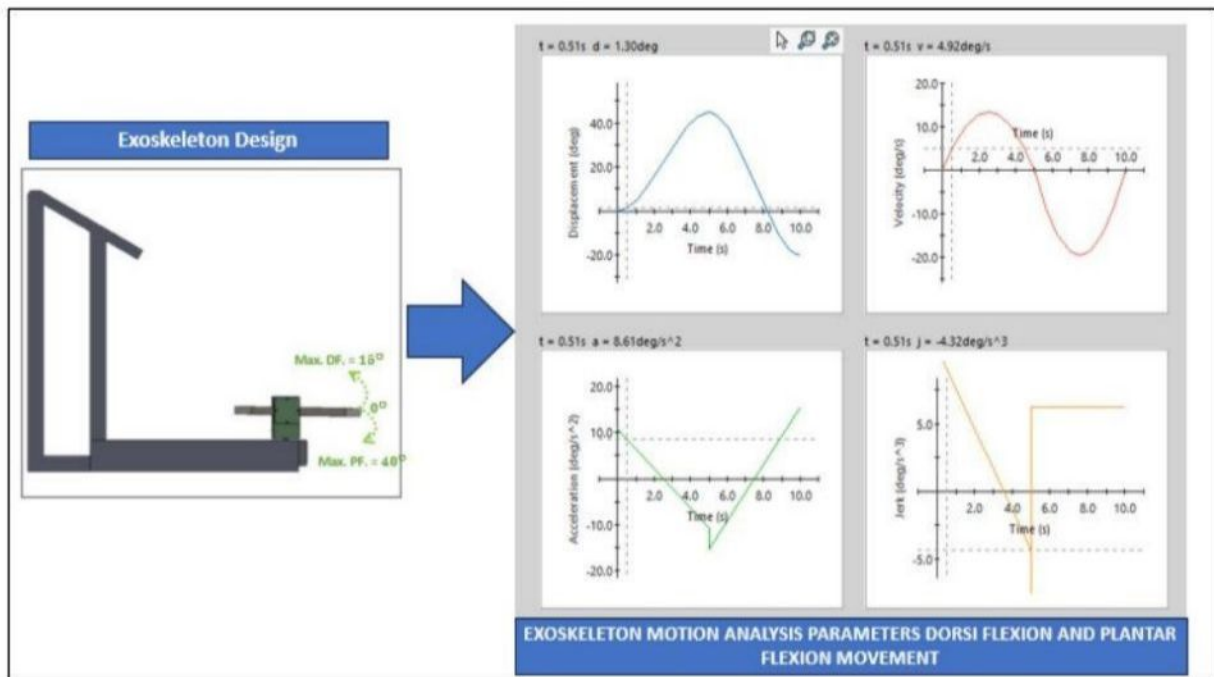 Exoskeleton Design
Max. DF. = 15°
0°
Max. PF. = 40°
t = 0.51s d = 1.30deg
Displacement (deg)
40.0
20.0
-20.0
2.0 4.0 6.0 8.0 10.0
Time (s)
t = 0.51s v = 4.92deg/s
Velocity (deg/s)
20.0
10.0
-10.0
-20.0
Time (s)
2.0 4.0 6.0 8.0 10.0
t = 0.51s a = 8.61deg/s^2
Acceleration (deg/s^2)
20.0
10.0
-10.0
-20.0
2.0 4.0 6.0 8.0 10.0
Time (s)
t = 0.51s j = -4.32deg/s^3
Jerk (deg/s^3)
5.0
-5.0
2.0 4.0 6.0 8.0 10.0
Time (s)
EXOSKELETON MOTION ANALYSIS PARAMETERS DORSI FLEXION AND PLANTAR
FLEXION MOVEMENT